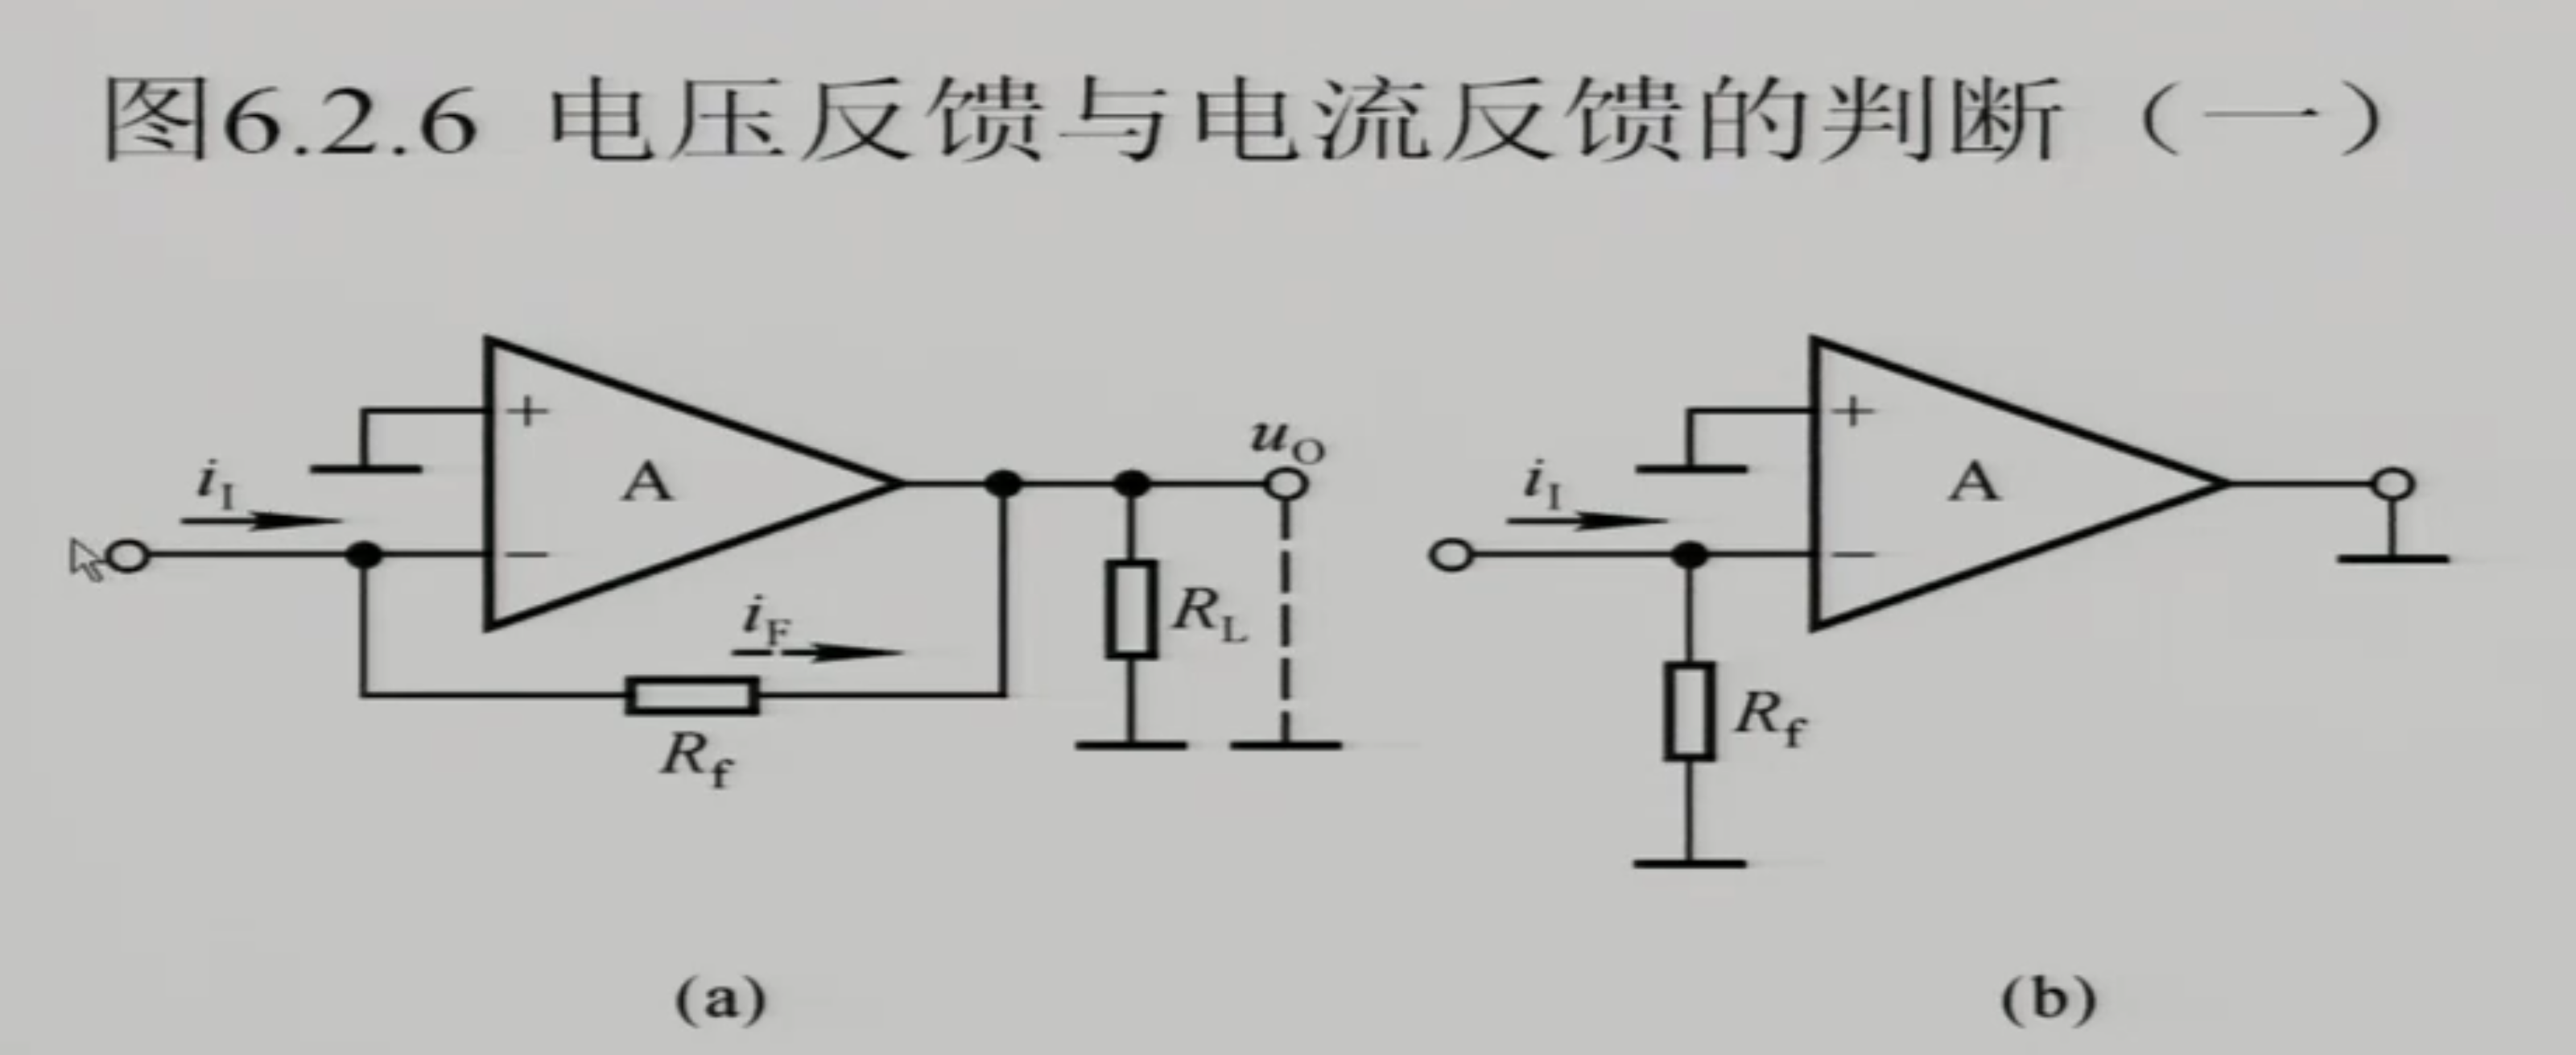 图6.2.6 电压反馈与电流反馈的判断（一）
+
A
−
i_I
u_O
i_F
R_L
R_f
(a)
+
A
−
i_I
R_f
(b)